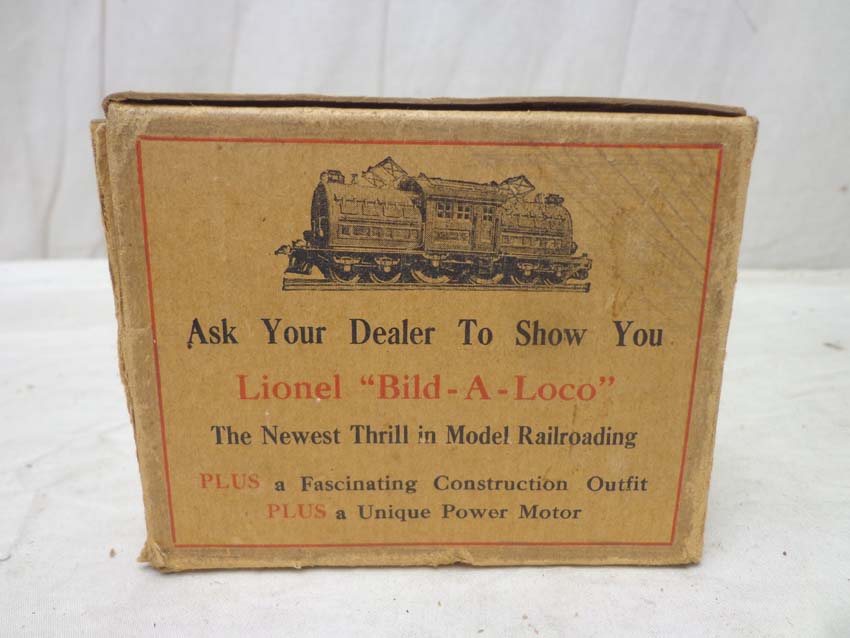 Ask Your Dealer To Show You
Lionel "Bild-A-Loco"
The Newest Thrill in Model Railroading
PLUS a Fascinating Construction Outfit
PLUS a Unique Power Motor